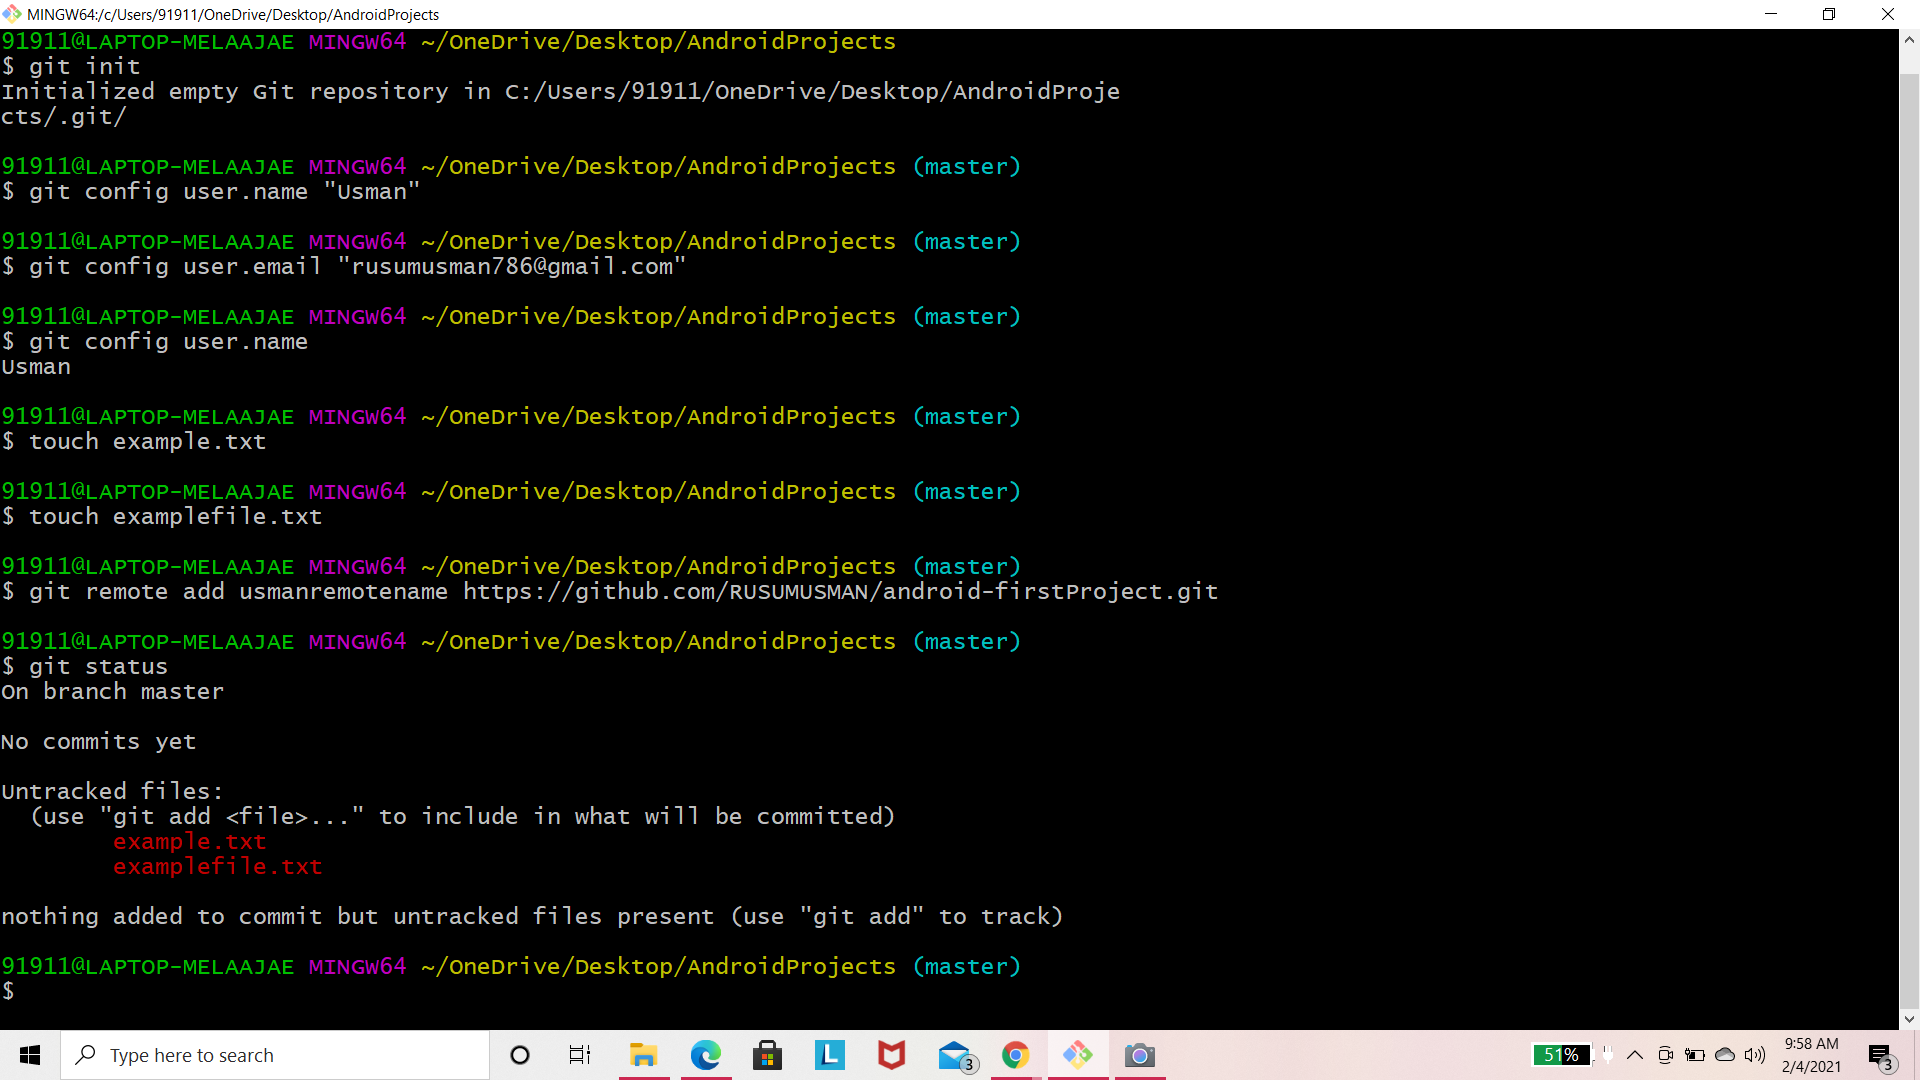 MINGW64:/c/Users/91911/OneDrive/Desktop/AndroidProjects
91911@LAPTOP-MELAAJAE MINGW64 ~/OneDrive/Desktop/AndroidProjects
$ git init
Initialized empty Git repository in C:/Users/91911/OneDrive/Desktop/AndroidProje
cts/.git/
91911@LAPTOP-MELAAJAE MINGW64 ~/OneDrive/Desktop/AndroidProjects (master)
$ git config user.name "Usman"
91911@LAPTOP-MELAAJAE MINGW64 ~/OneDrive/Desktop/AndroidProjects (master)
$ git config user.email "rusumusman786@gmail.com"
91911@LAPTOP-MELAAJAE MINGW64 ~/OneDrive/Desktop/AndroidProjects (master)
$ git config user.name
Usman
91911@LAPTOP-MELAAJAE MINGW64 ~/OneDrive/Desktop/AndroidProjects (master)
$ touch example.txt
91911@LAPTOP-MELAAJAE MINGW64 ~/OneDrive/Desktop/AndroidProjects (master)
$ touch examplefile.txt
91911@LAPTOP-MELAAJAE MINGW64 ~/OneDrive/Desktop/AndroidProjects (master)
$ git remote add usmanremotename https://github.com/RUSUMUSMAN/android-firstProject.git
91911@LAPTOP-MELAAJAE MINGW64 ~/OneDrive/Desktop/AndroidProjects (master)
$ git status
On branch master
No commits yet
Untracked files:
  (use "git add <file>..." to include in what will be committed)
        example.txt
        examplefile.txt
nothing added to commit but untracked files present (use "git add" to track)
91911@LAPTOP-MELAAJAE MINGW64 ~/OneDrive/Desktop/AndroidProjects (master)
$
Type here to search
L
3
51%
9:58 AM
2/4/2021
3